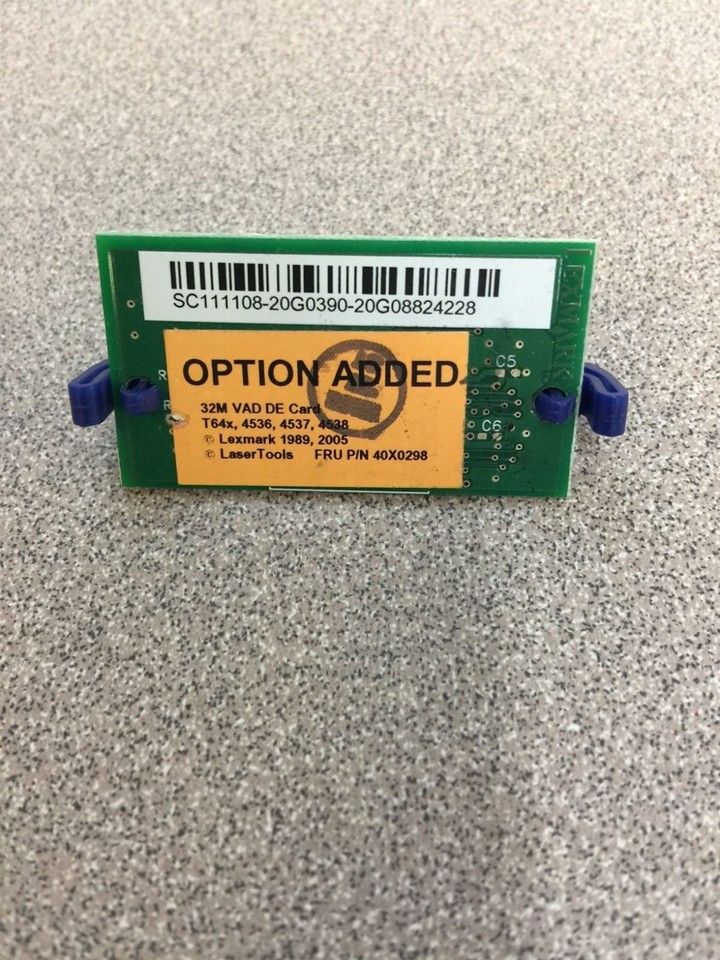 SC111108-20G0390-20G08824228
OPTION ADDED
32M VAD DE Card
T64x, 4536, 4537, 4538
© Lexmark 1989, 2005
© LaserTools FRU P/N 40X0298
C5
C6
R
R
LEXMARK